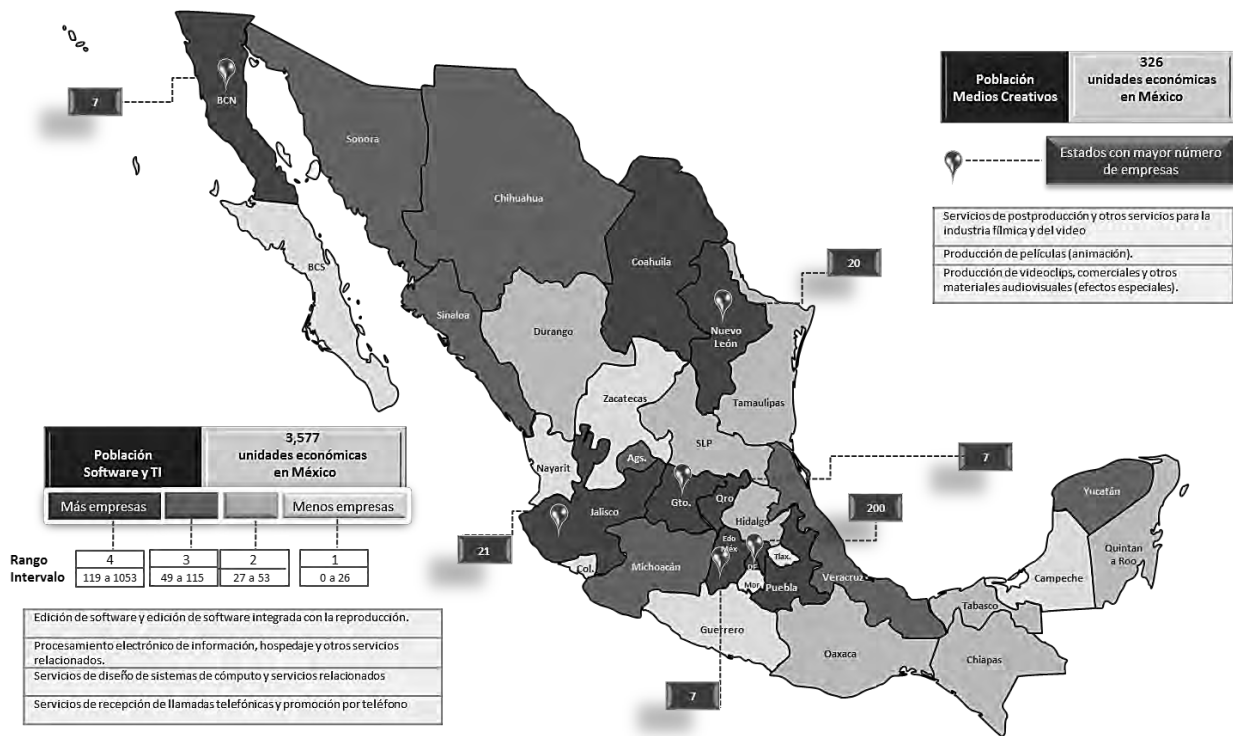 7
BCN
Sonora
Chihuahua
Coahuila
BCS
Sinaloa
Durango
Nuevo
León
20
Tamaulipas
Zacatecas
SLP
Nayarit
Ags.
Gto.
Qro
Hidalgo
7
200
Jalisco
21
Col.
Michoacán
Edo
Méx
DF
Tlax.
Mor.
Puebla
Veracruz
Guerrero
Oaxaca
7
Tabasco
Chiapas
Campeche
Yucatán
Quintan
a Roo
Población
Medios Creativos
326
unidades económicas
en México
Estados con mayor número
de empresas
Servicios de postproducción y otros servicios para la
industria fílmica y del video
Producción de películas (animación).
Producción de videoclips, comerciales y otros
materiales audiovisuales (efectos especiales).
Población
Software y TI
3,577
unidades económicas
en México
Más empresas
Menos empresas
Rango 4 3 2 1
Intervalo 119 a 1053 49 a 115 27 a 53 0 a 26
Edición de software y edición de software integrada con la reproducción.
Procesamiento electrónico de información, hospedaje y otros servicios
relacionados.
Servicios de diseño de sistemas de cómputo y servicios relacionados
Servicios de recepción de llamadas telefónicas y promoción por teléfono